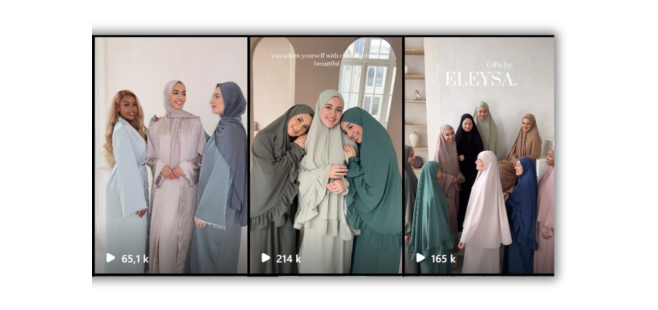 you adorn yourself with
beautiful
Gifts by
ELEYSA.
65,1 k
214 k
165 k